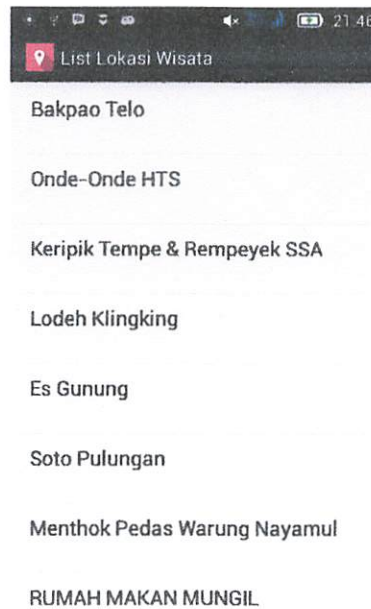 21:46
List Lokasi Wisata
Bakpao Telo
Onde-Onde HTS
Keripik Tempe & Rempeyek SSA
Lodeh Klingking
Es Gunung
Soto Pulungan
Menthok Pedas Warung Nayamul
RUMAH MAKAN MUNGIL